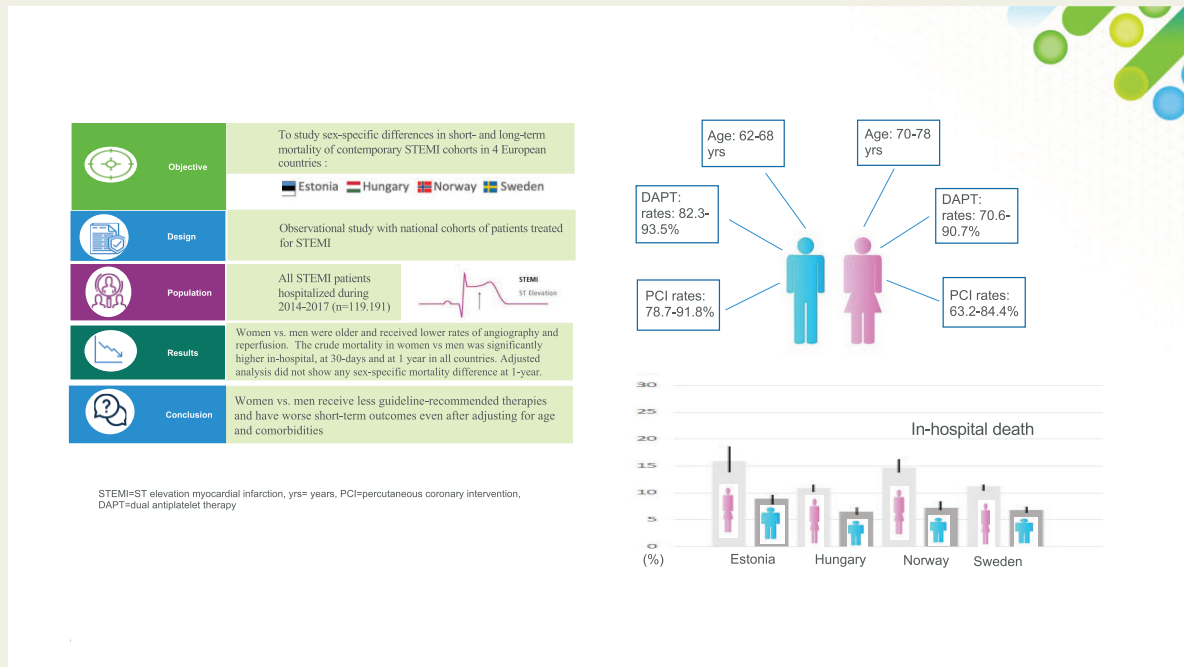 Objective
To study sex-specific differences in short- and long-term
mortality of contemporary STEMI cohorts in 4 European
countries :
Estonia Hungary Norway Sweden
Design
Observational study with national cohorts of patients treated
for STEMI
Population
All STEMI patients
hospitalized during
2014-2017 (n=119.191)
STEMI
ST Elevation
Results
Women vs. men were older and received lower rates of angiography and
reperfusion. The crude mortality in women vs men was significantly
higher in-hospital, at 30-days and at 1 year in all countries. Adjusted
analysis did not show any sex-specific mortality difference at 1-year.
Conclusion
Women vs. men receive less guideline-recommended therapies
and have worse short-term outcomes even after adjusting for age
and comorbidities
STEMI=ST elevation myocardial infarction, yrs= years, PCI=percutaneous coronary intervention,
DAPT=dual antiplatelet therapy
Age: 62-68
yrs
Age: 70-78
yrs
DAPT:
rates: 82.3-
93.5%
DAPT:
rates: 70.6-
90.7%
PCI rates:
78.7-91.8%
PCI rates:
63.2-84.4%
In-hospital death
30
25
20
15
10
5
0
(%)
Estonia Hungary Norway Sweden